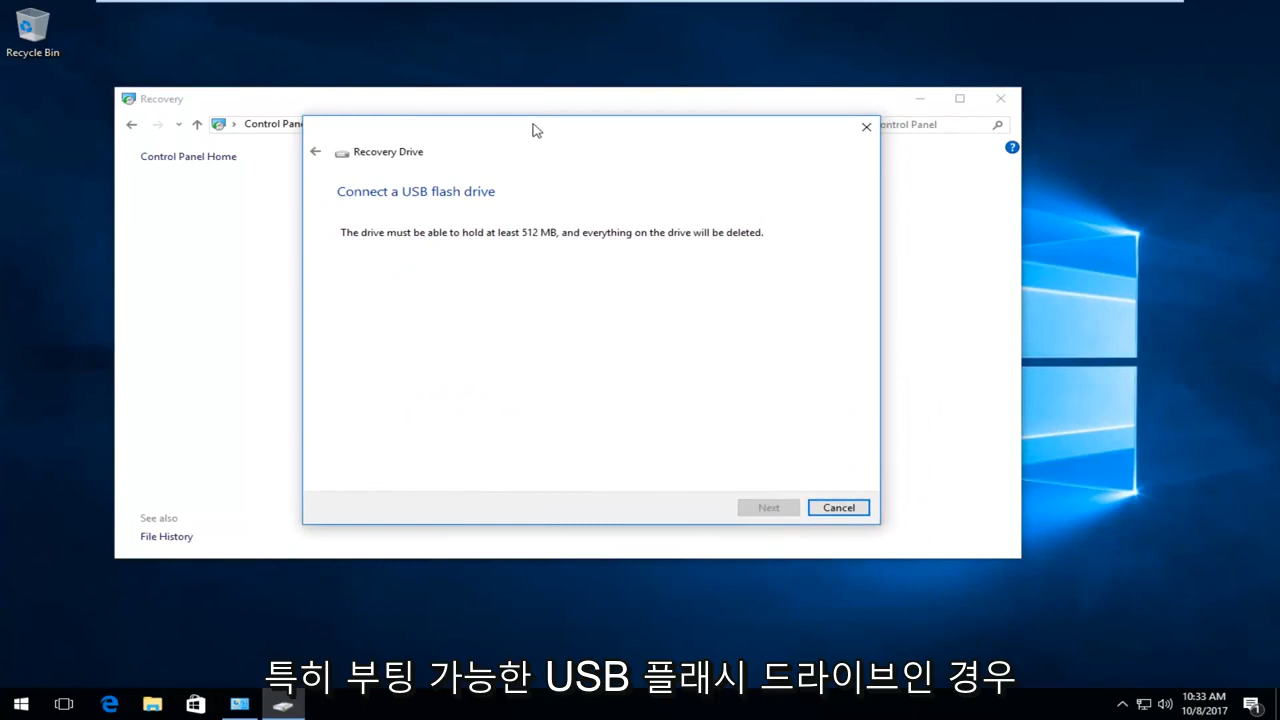 Recycle Bin
Recovery
Control Pan
ontrol Panel
Recovery Drive
Control Panel Home
Connect a USB flash drive
The drive must be able to hold at least 512 MB, and everything on the drive will be deleted.
Next
Cancel
See also
File History
특히 부팅 가능한 USB 플래시 드라이브인 경우
10:33 AM
10/8/2017
1